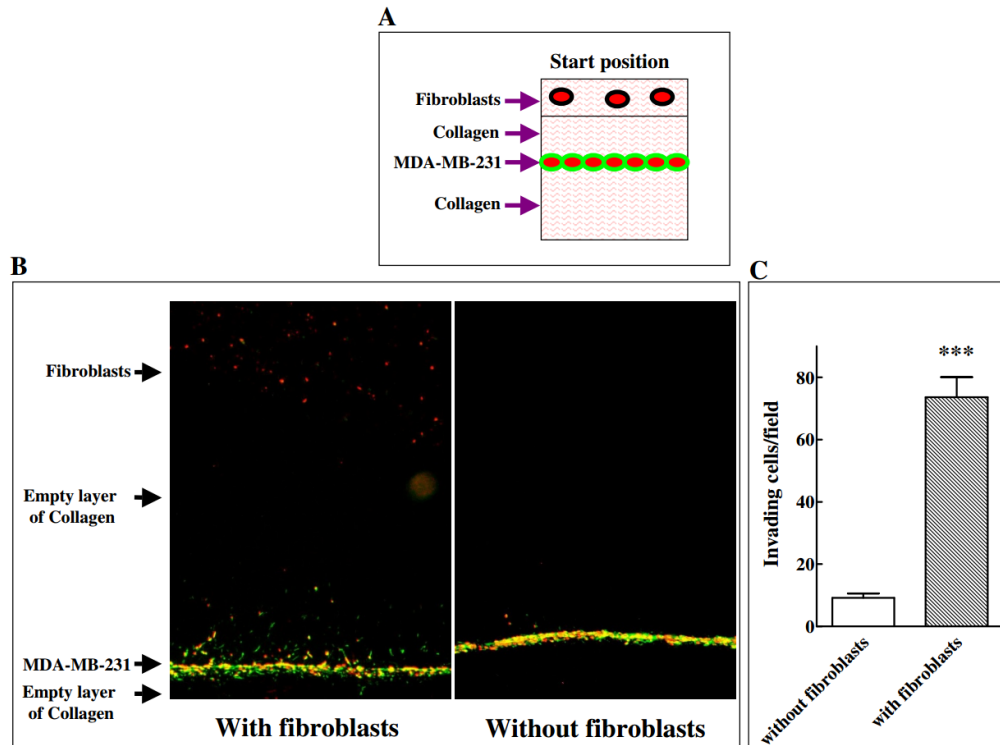 A
Start position
Fibroblasts
Collagen
MDA-MB-231
Collagen
B
Fibroblasts
Empty layer
of Collagen
MDA-MB-231
Empty layer
of Collagen
With fibroblasts
Without fibroblasts
C
***
Invading cells/field
80
60
40
20
0
without fibroblasts
with fibroblasts